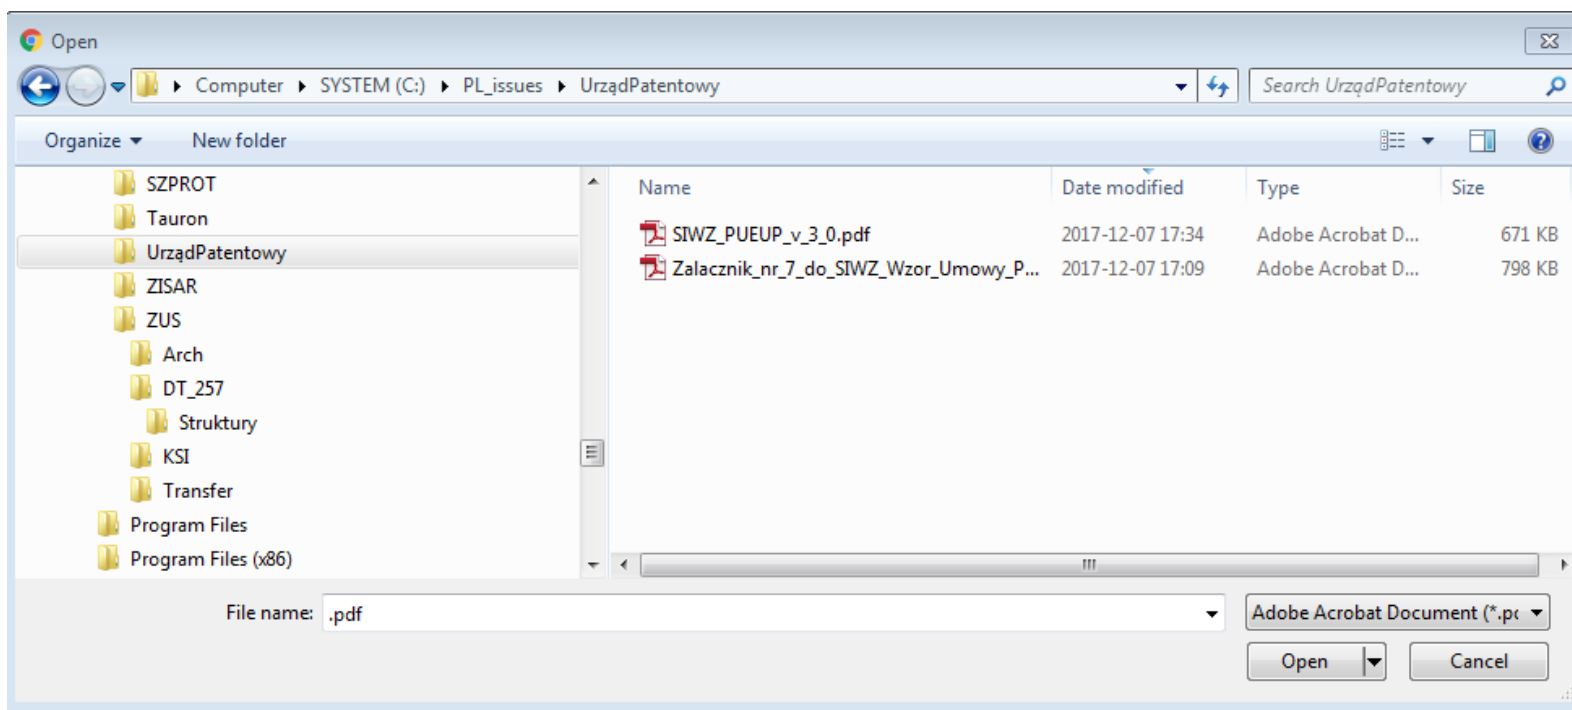 Open
Computer SYSTEM (C:) PL_issues UrządPatentowy Search UrządPatentowy
Organize New folder
SZPROT
Tauron
UrządPatentowy
ZISAR
ZUS
Arch
DT_257
Struktury
KSI
Transfer
Program Files
Program Files (x86)
Name Date modified Type Size
SIWZ_PUEUP_v_3_0.pdf 2017-12-07 17:34 Adobe Acrobat D... 671 KB
Zalacznik_nr_7_do_SIWZ_Wzor_Umowy_P... 2017-12-07 17:09 Adobe Acrobat D... 798 KB
File name: .pdf Adobe Acrobat Document (*.pc
Open Cancel